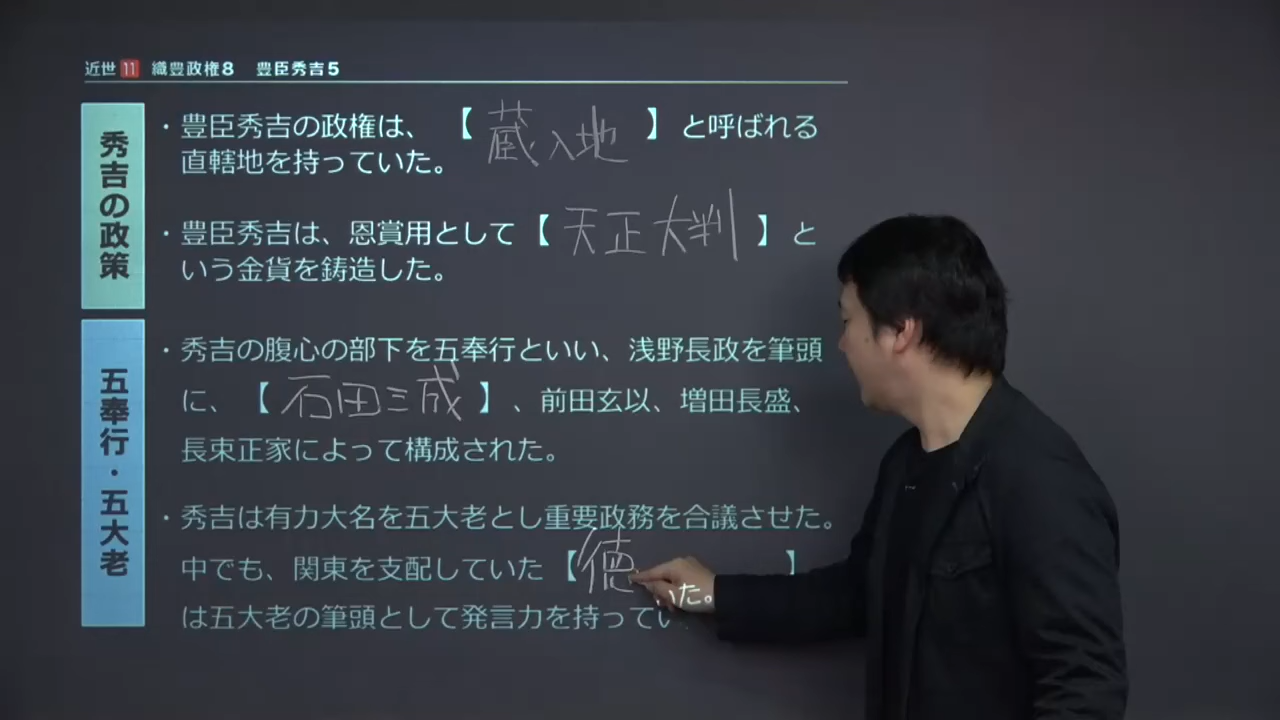 近世 11 織豊政権8 豊臣秀吉5
秀吉の政策
・豊臣秀吉の政権は、【 蔵入地 】と呼ばれる
直轄地を持っていた。
・豊臣秀吉は、恩賞用として【 天正大判 】と
いう金貨を鋳造した。
五奉行・五大老
・秀吉の腹心の部下を五奉行といい、浅野長政を筆頭
に、【 石田三成 】、前田玄以、増田長盛、
長束正家によって構成された。
・秀吉は有力大名を五大老とし重要政務を合議させた。
中でも、関東を支配していた【徳 】
は五大老の筆頭として発言力を持っていた。